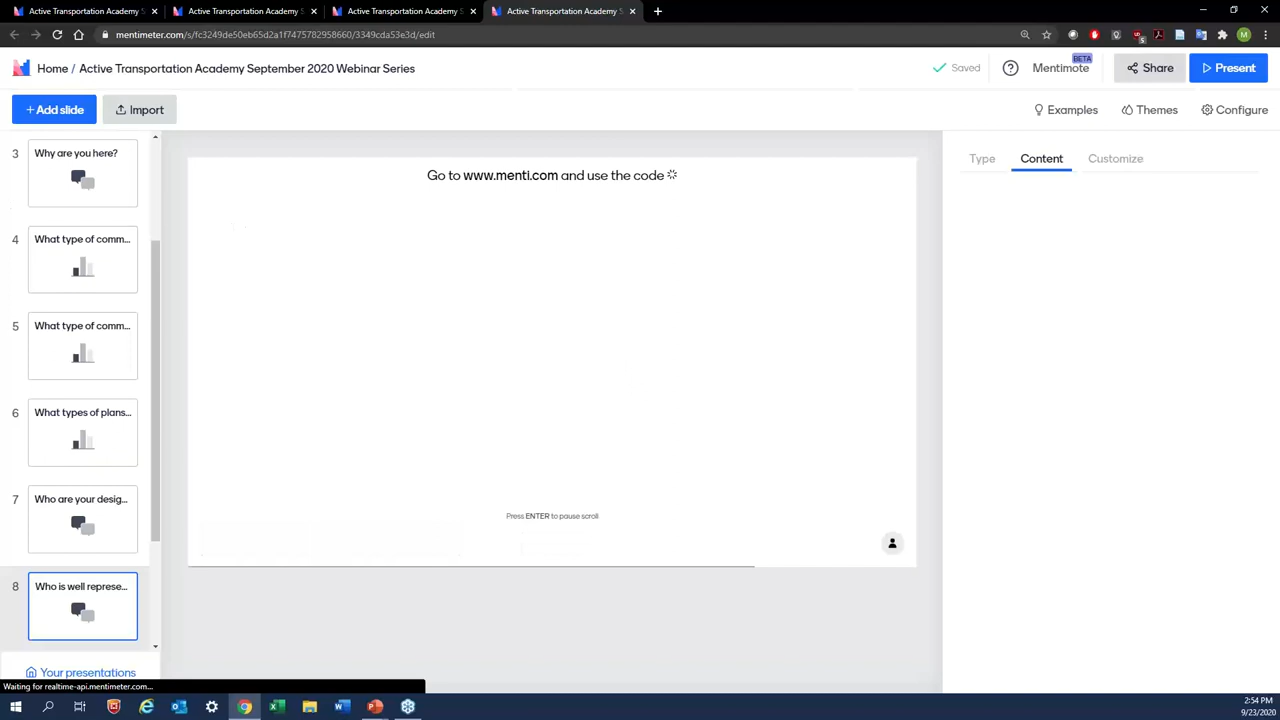 Active Transportation Academy S
Active Transportation Academy S
Active Transportation Academy S
Active Transportation Academy S
mentimeter.com/s/fc3249de50eb65d2a1f7475782958660/3349cda53e3d/edit
M
Home / Active Transportation Academy September 2020 Webinar Series
Saved
Mentimote
BETA
Share
Present
+ Add slide
Import
Examples
Themes
Configure
3
Why are you here?
4
What type of comm...
5
What type of comm...
6
What types of plans...
7
Who are your desig...
8
Who is well represe...
Your presentations
Go to www.menti.com and use the code
Press ENTER to pause scroll
Type
Content
Customize
Waiting for realtime-api.mentimeter.com...
2:54 PM
9/23/2020